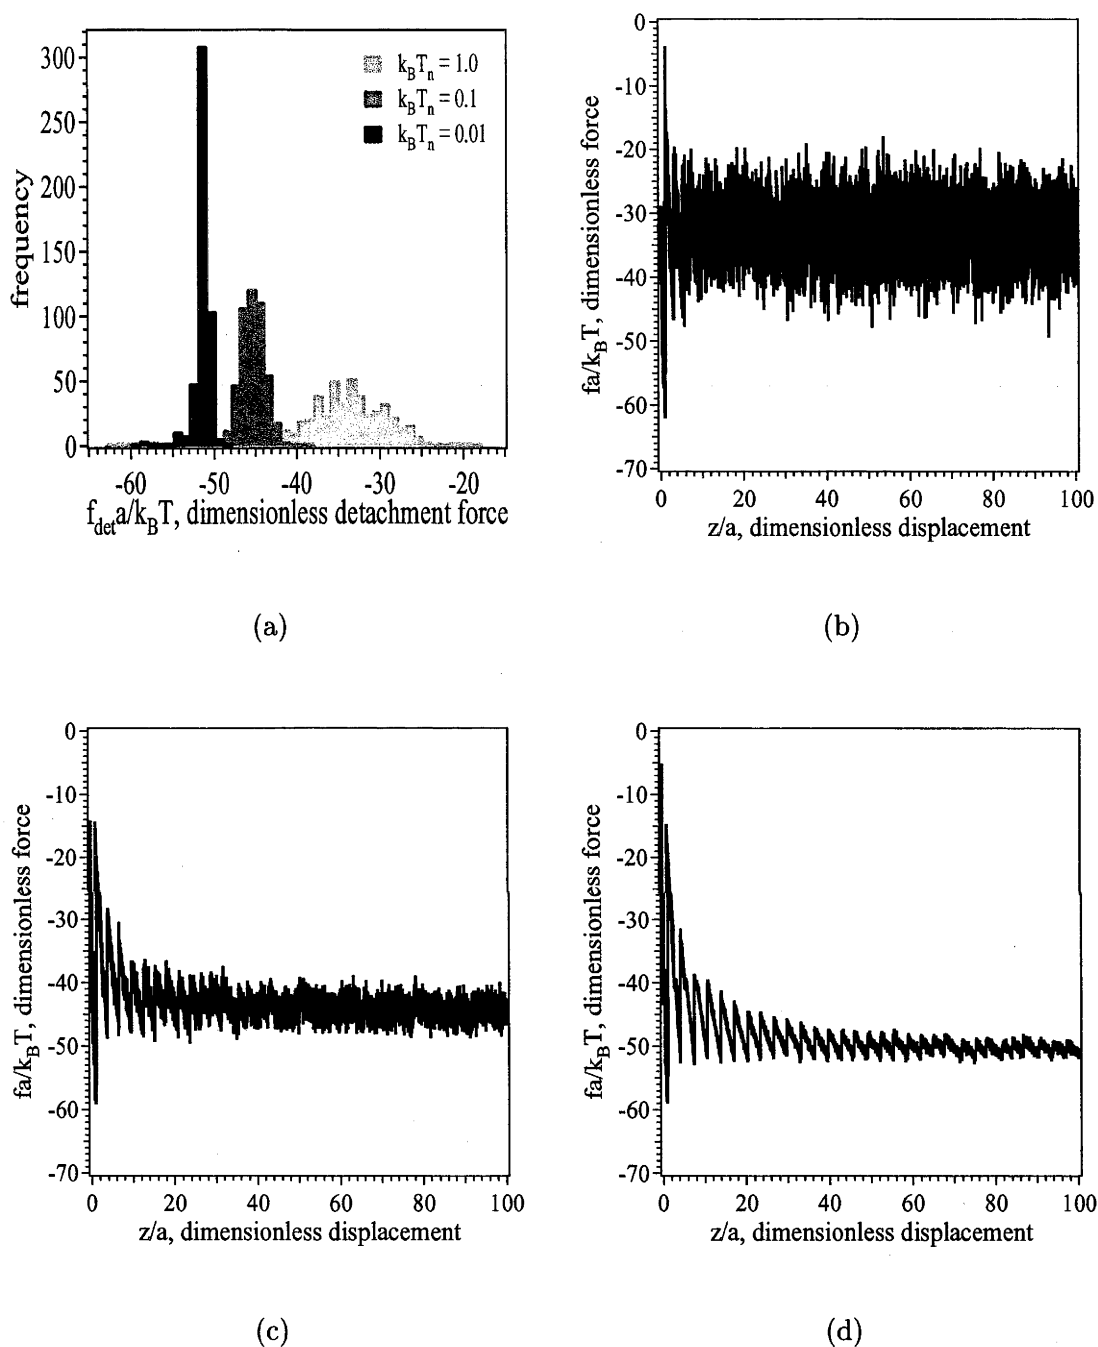 300
250
200
150
100
50
0
frequency
k_BT_n = 1.0
k_BT_n = 0.1
k_BT_n = 0.01
-60 -50 -40 -30 -20
f_deta/k_BT, dimensionless detachment force
(a)
0
-10
-20
-30
-40
-50
-60
-70
fa/k_BT, dimensionless force
0 20 40 60 80 100
z/a, dimensionless displacement
(b)
0
-10
-20
-30
-40
-50
-60
-70
fa/k_BT, dimensionless force
0 20 40 60 80 100
z/a, dimensionless displacement
(c)
0
-10
-20
-30
-40
-50
-60
-70
fa/k_BT, dimensionless force
0 20 40 60 80 100
z/a, dimensionless displacement
(d)